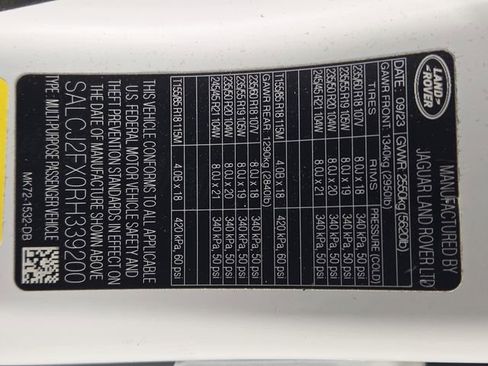 LAND
ROVER
MANUFACTURED BY
JAGUAR LAND ROVER LTD
DATE: 09/23 GVWR: 2550kg (5620lb)
GAWR FRONT: 1340kg (2950lb)
TIRES RIMS PRESSURE (COLD)
235/60 R18 107V 8.0J x 18 340 kPa, 50 psi
235/55 R19 105W 8.0J x 19 340 kPa, 50 psi
235/50 R20 104W 8.0J x 20 340 kPa, 50 psi
245/45 R21 104W 8.0J x 21 340 kPa, 50 psi
T155/85 R18 115M 4.0B x 18 420 kPa, 60 psi
GAWR REAR: 1290kg (2840lb)
235/60 R18 107V 8.0J x 18 340 kPa, 50 psi
235/55 R19 105W 8.0J x 19 340 kPa, 50 psi
235/50 R20 104W 8.0J x 20 340 kPa, 50 psi
245/45 R21 104W 8.0J x 21 340 kPa, 50 psi
T155/85 R18 115M 4.0B x 18 420 kPa, 60 psi
THIS VEHICLE CONFORMS TO ALL APPLICABLE
U.S. FEDERAL MOTOR VEHICLE SAFETY AND
THEFT PREVENTION STANDARDS IN EFFECT ON
THE DATE OF MANUFACTURE SHOWN ABOVE
SALCJ2FX0RH339200
TYPE: MULTIPURPOSE PASSENGER VEHICLE
MK72-1532-DB